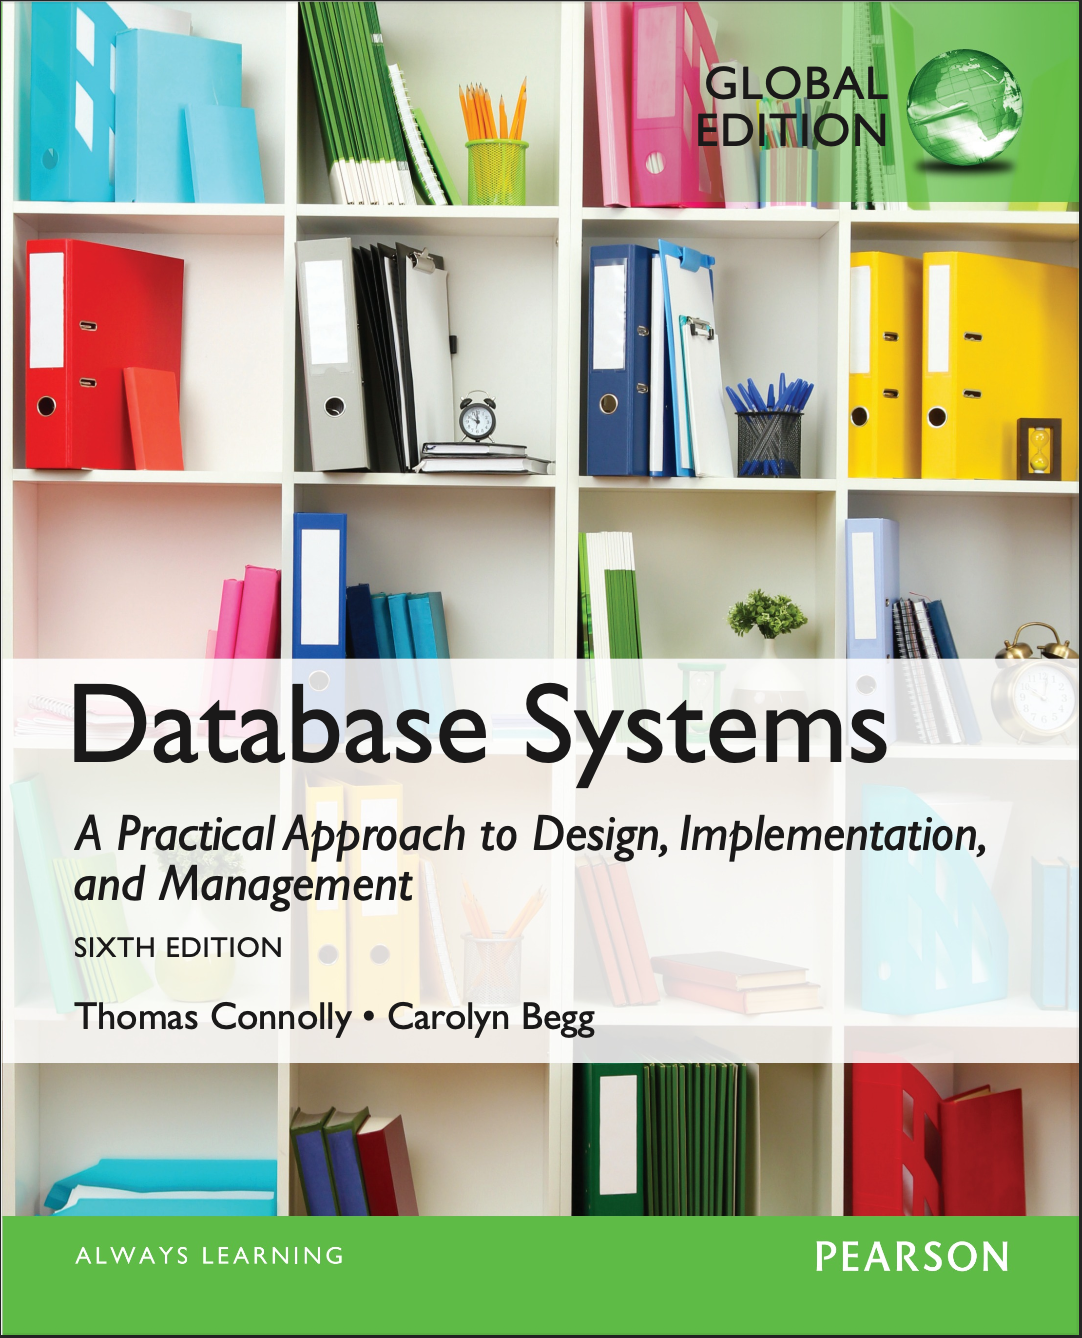 GLOBAL
EDITION
Database Systems
A Practical Approach to Design, Implementation,
and Management
SIXTH EDITION
Thomas Connolly • Carolyn Begg
ALWAYS LEARNING
PEARSON